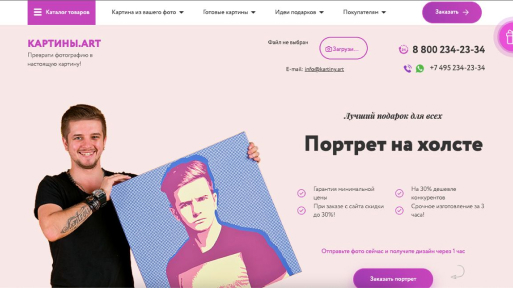 Каталог товаров
Картина из вашего фото
Готовые картины
Идеи подарков
Покупателям
Заказать
КАРТИНЫ.ART
Преврати фотографию в
настоящую картину!
Файл не выбран
Загрузи...
8 800 234-23-34
E-mail: info@kartiny.art
+7 495 234-23-34
Лучший подарок для всех
Портрет на холсте
Гарантия минимальной
цены
На 30% дешевле
конкурентов
При заказе с сайта скидки
до 30%!
Срочное изготовление за 3
часа!
Отправьте фото сейчас и получите дизайн через 1 час
Заказать портрет